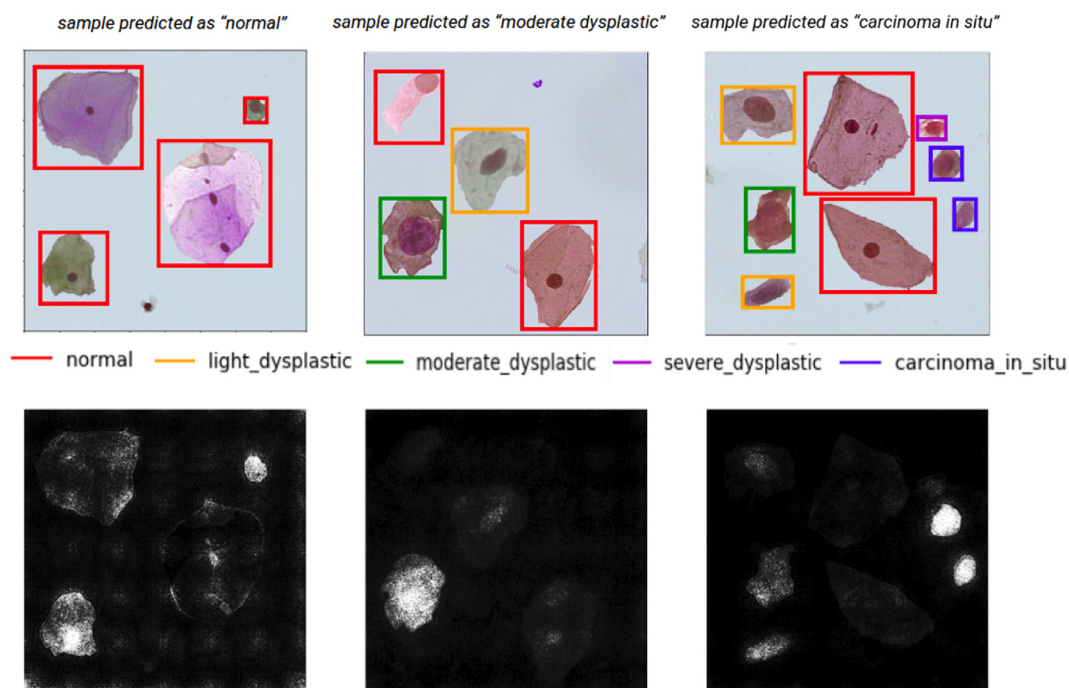 sample predicted as “normal”
sample predicted as “moderate dysplastic”
sample predicted as “carcinoma in situ”
normal
light_dysplastic
moderate_dysplastic
severe_dysplastic
carcinoma_in_situ